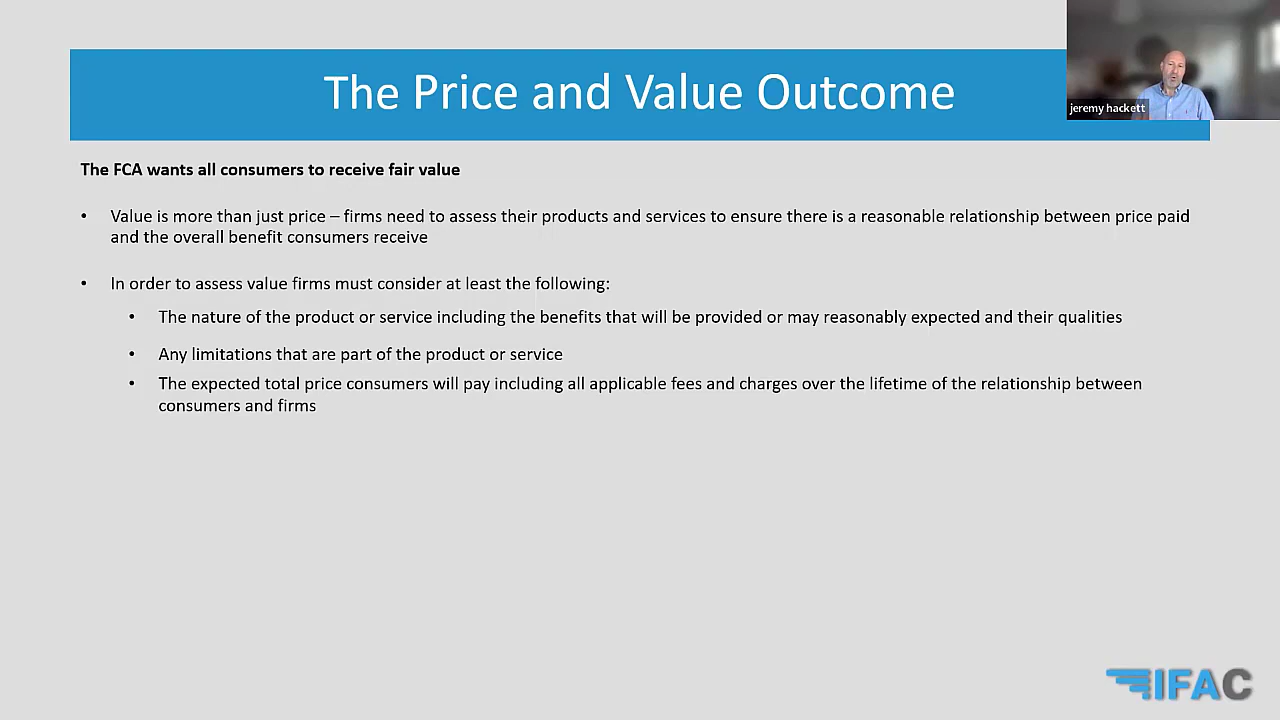 The Price and Value Outcome
jeremy hackett
The FCA wants all consumers to receive fair value
• Value is more than just price – firms need to assess their products and services to ensure there is a reasonable relationship between price paid
and the overall benefit consumers receive
• In order to assess value firms must consider at least the following:
• The nature of the product or service including the benefits that will be provided or may reasonably expected and their qualities
• Any limitations that are part of the product or service
• The expected total price consumers will pay including all applicable fees and charges over the lifetime of the relationship between
consumers and firms
IFAC